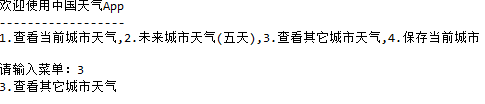 欢迎使用中国天气App
------------------
1.查看当前城市天气,2.未来城市天气(五天),3.查看其它城市天气,4.保存当前城市
请输入菜单：3
3.查看其它城市天气